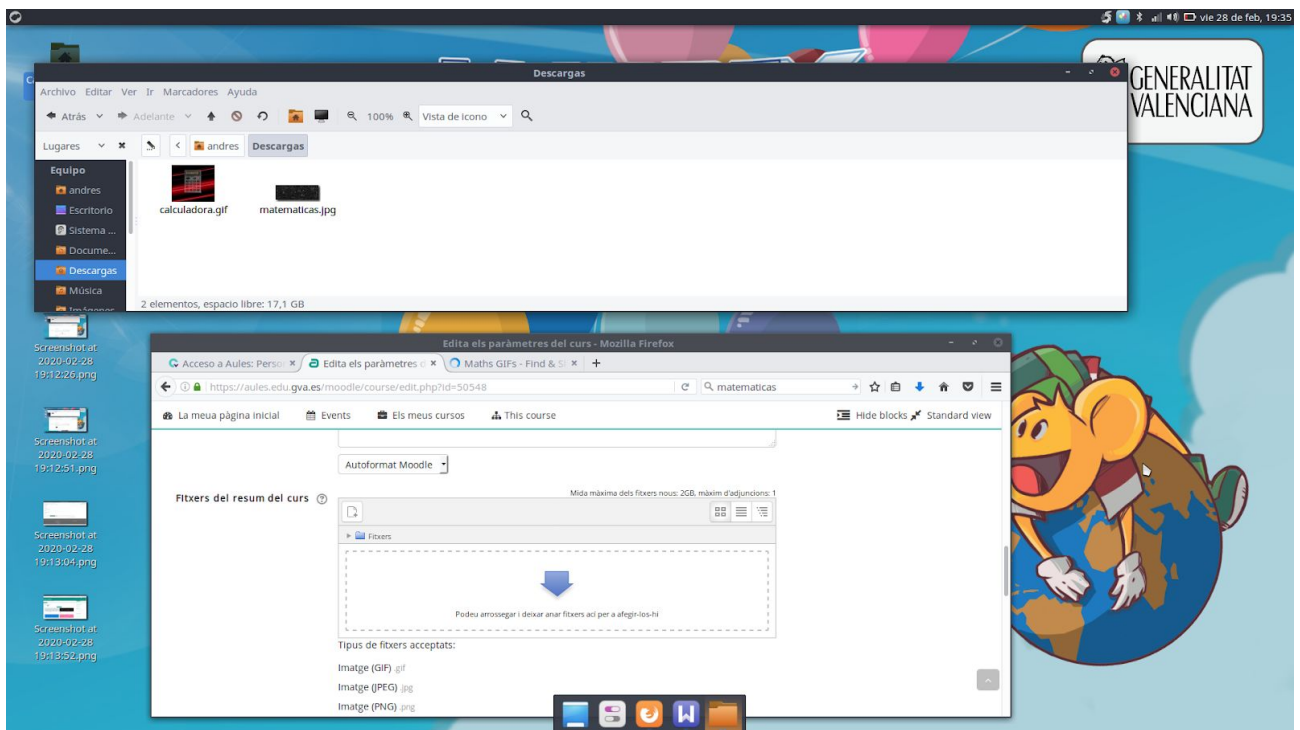 vie 28 de feb, 19:35
GENERALITAT
VALENCIANA
Descargas
Archivo Editar Ver Ir Marcadores Ayuda
Atrás Adelante 100% Vista de icono
Lugares andres Descargas
Equipo
andres
Escritorio
Sistema ...
Docume...
Descargas
Música
Imágenes
calculadora.gif
matematicas.jpg
2 elementos, espacio libre: 17,1 GB
Screenshot at
2020-02-28
19:12:26.png
Screenshot at
2020-02-28
19:12:51.png
Screenshot at
2020-02-28
19:13:04.png
Screenshot at
2020-02-28
19:13:52.png
Edita els paràmetres del curs - Mozilla Firefox
Acceso a Aules: Perso Edita els paràmetres d Maths GIFs - Find & S
https://aules.edu.gva.es/moodle/course/edit.php?id=50548 matematicas
La meua pàgina inicial Events Els meus cursos This course Hide blocks Standard view
Autoformat Moodle
Fitxers del resum del curs
Mida màxima dels fitxers nous: 2GB, màxim d'adjuncions: 1
Fitxers
Podeu arrossegar i deixar anar fitxers ací per a afegir-los-hi
Tipus de fitxers acceptats:
Imatge (GIF) .gif
Imatge (JPEG) .jpg
Imatge (PNG) .png